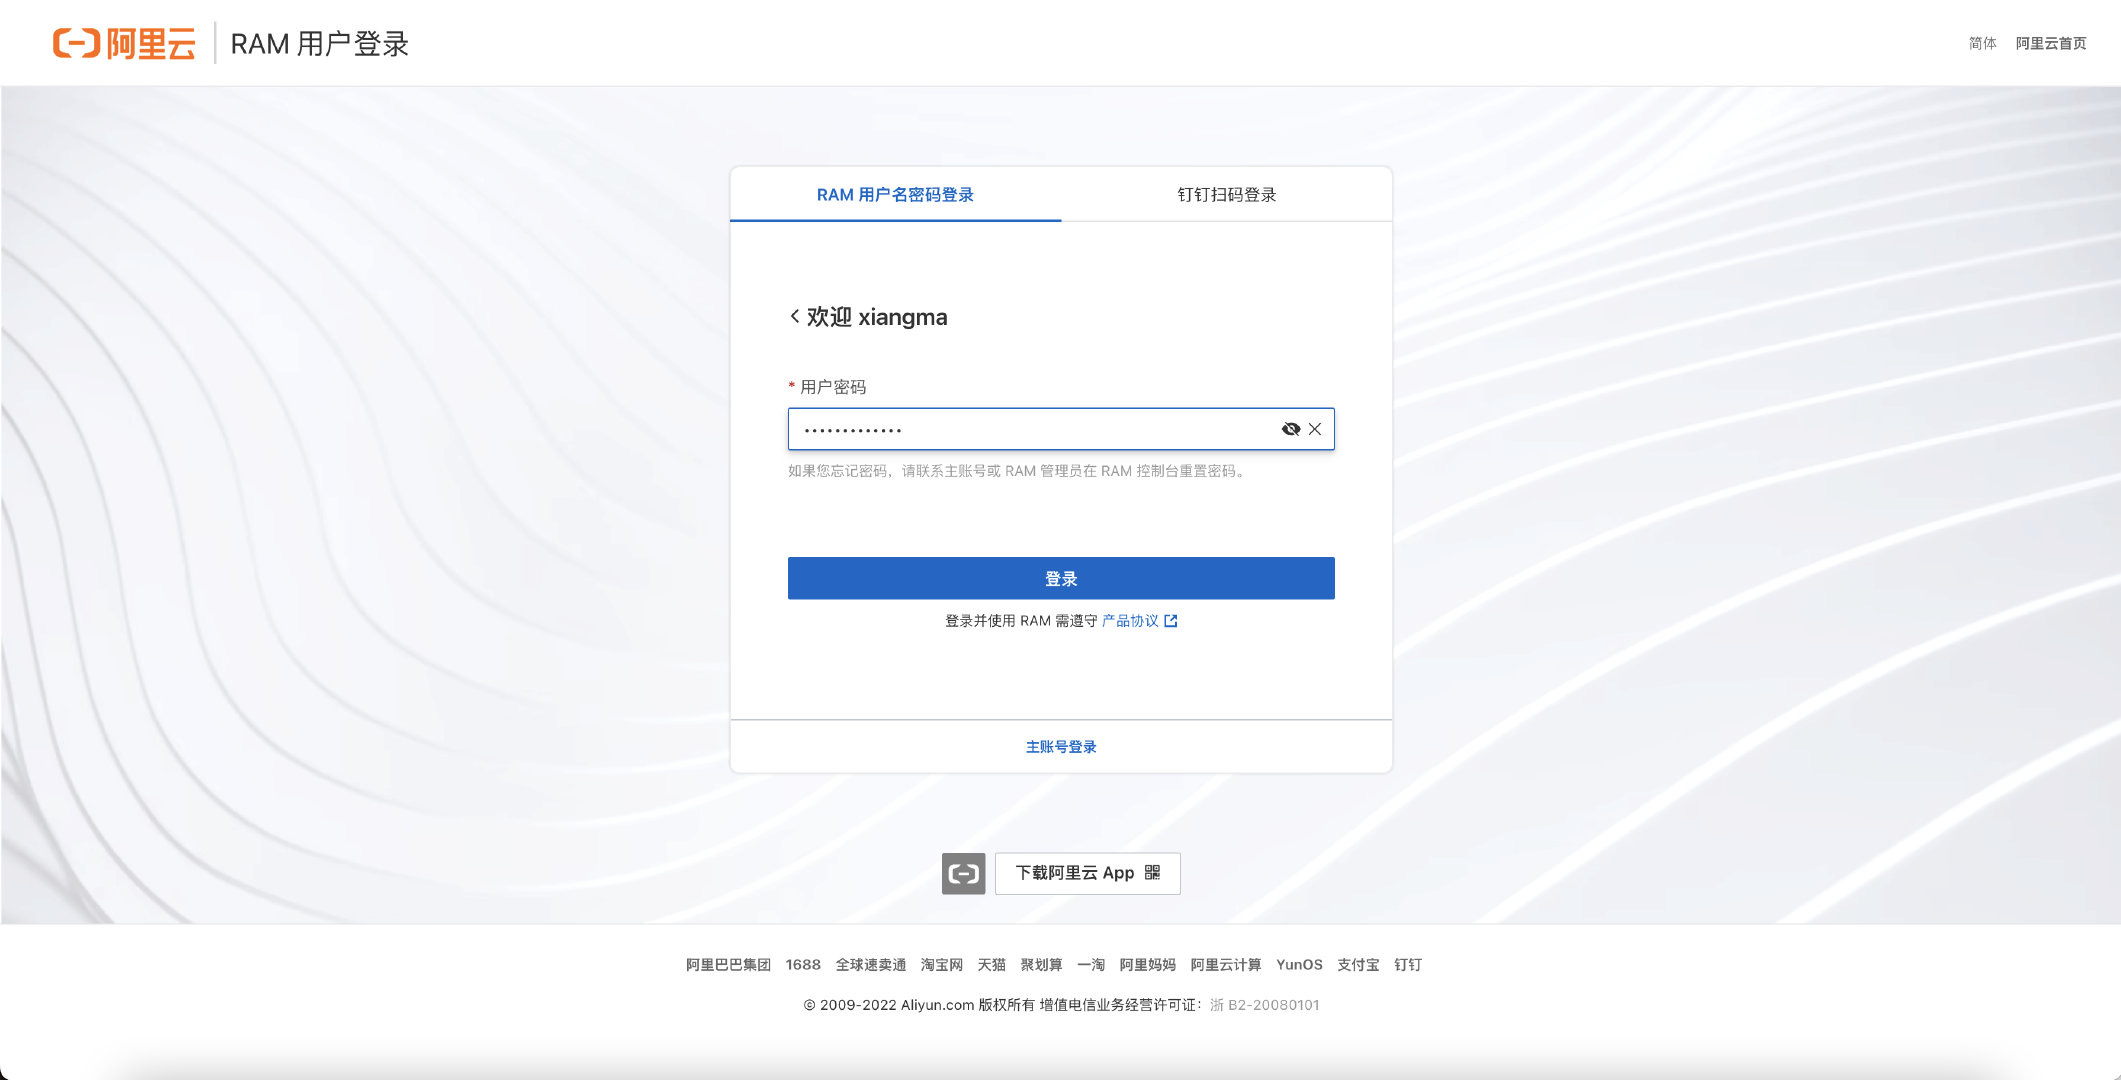 阿里云 RAM 用户登录
简体 阿里云首页
RAM 用户名密码登录 钉钉扫码登录
欢迎 xiangma
* 用户密码
•••••••••••••
如果您忘记密码，请联系主账号或 RAM 管理员在 RAM 控制台重置密码。
登录
登录并使用 RAM 需遵守 产品协议
主账号登录
下载阿里云 App
阿里巴巴集团 1688 全球速卖通 淘宝网 天猫 聚划算 一淘 阿里妈妈 阿里云计算 YunOS 支付宝 钉钉
© 2009-2022 Aliyun.com 版权所有 增值电信业务经营许可证：浙 B2-20080101